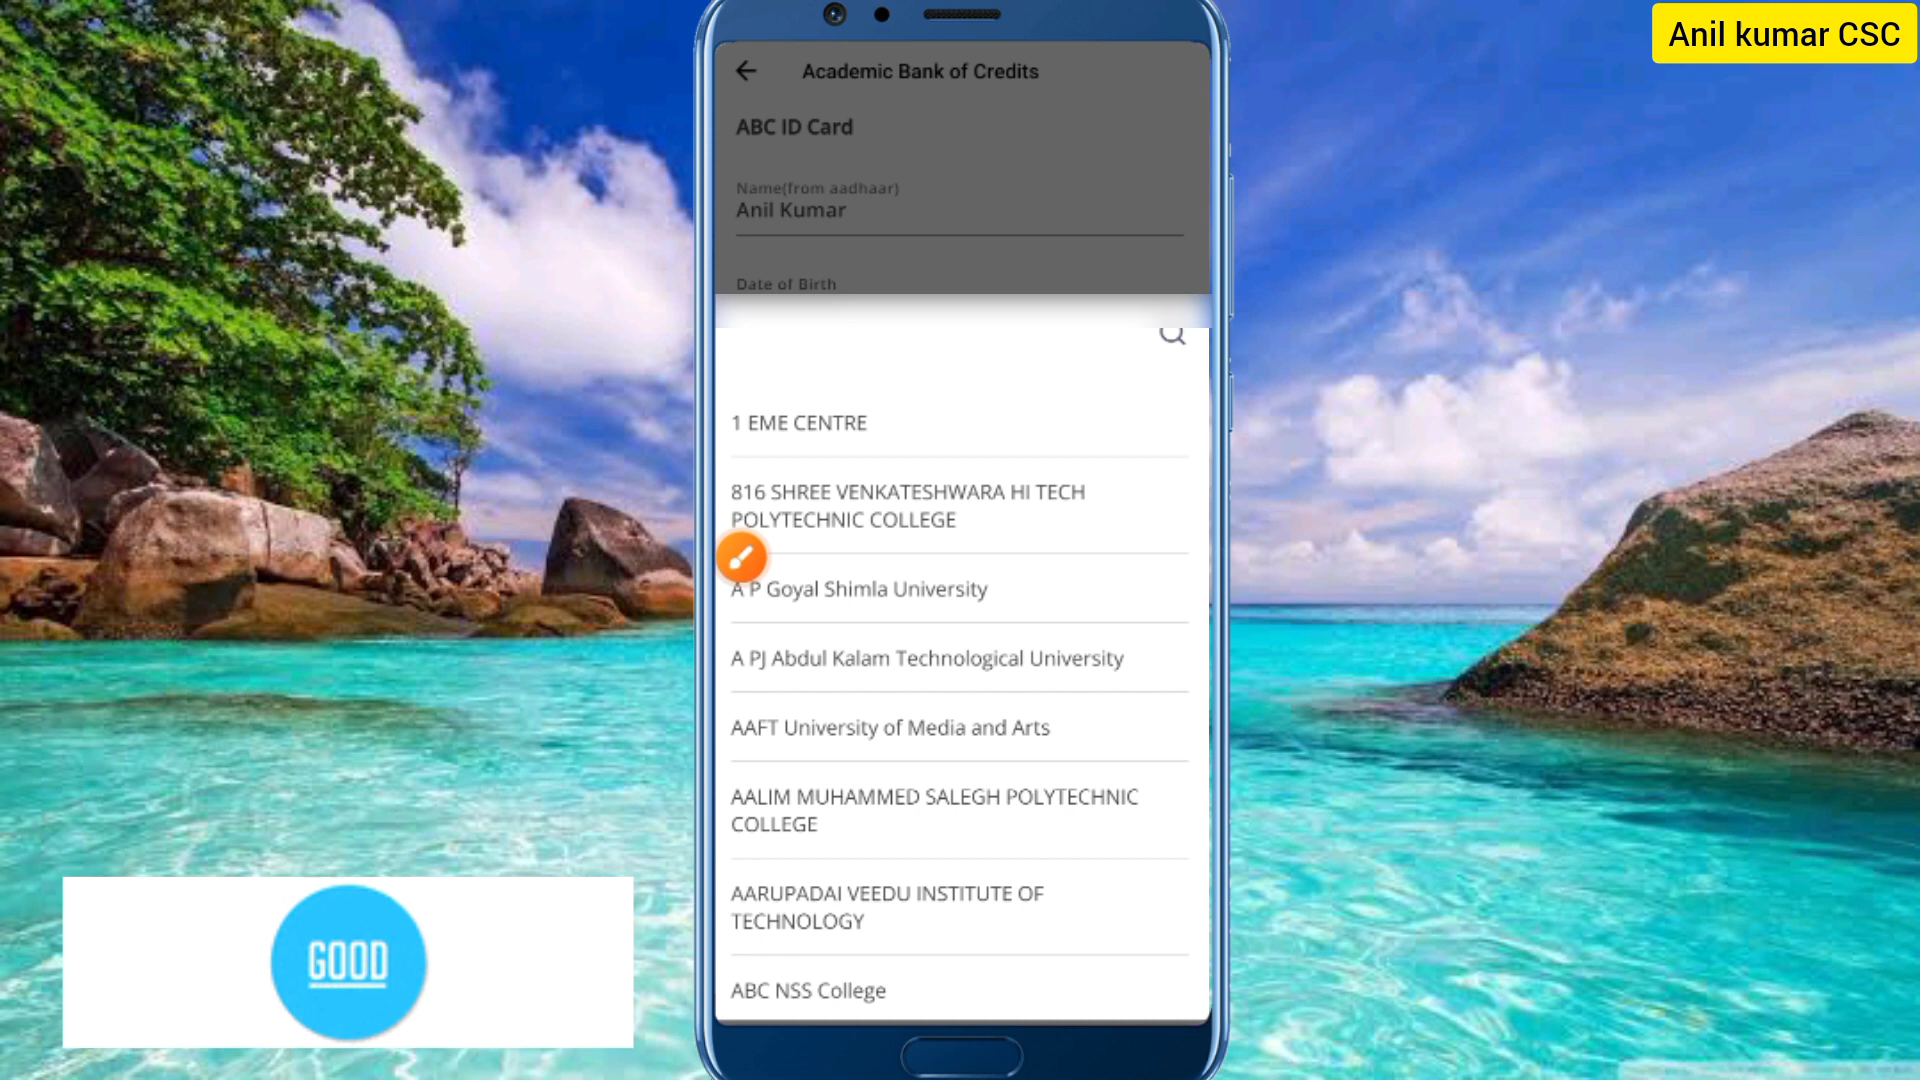 Anil kumar CSC
Academic Bank of Credits
ABC ID Card
Name(from aadhaar)
Anil Kumar
Date of Birth
1 EME CENTRE
816 SHREE VENKATESHWARA HI TECH
POLYTECHNIC COLLEGE
A P Goyal Shimla University
A PJ Abdul Kalam Technological University
AAFT University of Media and Arts
AALIM MUHAMMED SALEGH POLYTECHNIC
COLLEGE
AARUPADAI VEEDU INSTITUTE OF
TECHNOLOGY
ABC NSS College
GOOD